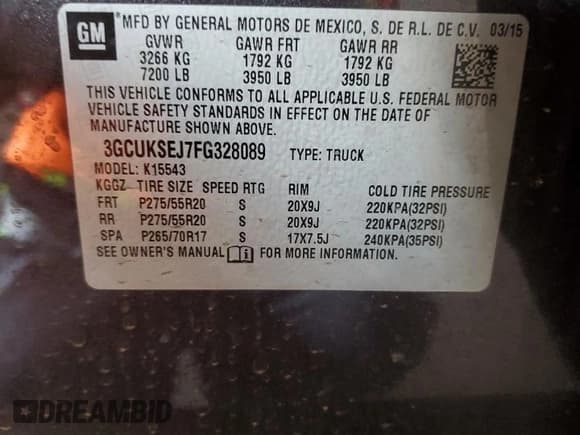 GM
MFD BY GENERAL MOTORS DE MEXICO, S. DE R.L. DE C.V. 03/15
GVWR GAWR FRT GAWR RR
3266 KG 1792 KG 1792 KG
7200 LB 3950 LB 3950 LB
THIS VEHICLE CONFORMS TO ALL APPLICABLE U.S. FEDERAL MOTOR
VEHICLE SAFETY STANDARDS IN EFFECT ON THE DATE OF
MANUFACTURE SHOWN ABOVE.
3GCUKSEJ7FG328089 TYPE: TRUCK
MODEL: K15543
KGGZ TIRE SIZE SPEED RTG RIM COLD TIRE PRESSURE
FRT P275/55R20 S 20X9J 220KPA(32PSI)
RR P275/55R20 S 20X9J 220KPA(32PSI)
SPA P265/70R17 S 17X7.5J 240KPA(35PSI)
SEE OWNER'S MANUAL FOR MORE INFORMATION.
DREAMBID